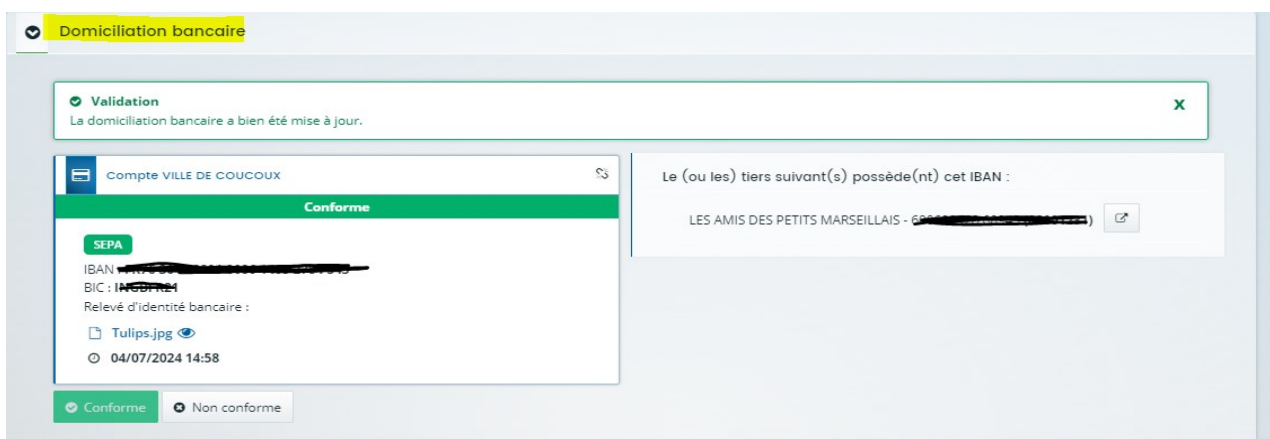 Domiciliation bancaire
Validation
X
La domiciliation bancaire a bien été mise à jour.
Compte VILLE DE COUCOUX
Conforme
SEPA
IBAN
BIC :
Relevé d'identité bancaire :
Tulips.jpg
04/07/2024 14:58
Conforme
Non conforme
Le (ou les) tiers suivant(s) possède(nt) cet IBAN :
LES AMIS DES PETITS MARSEILLAIS -